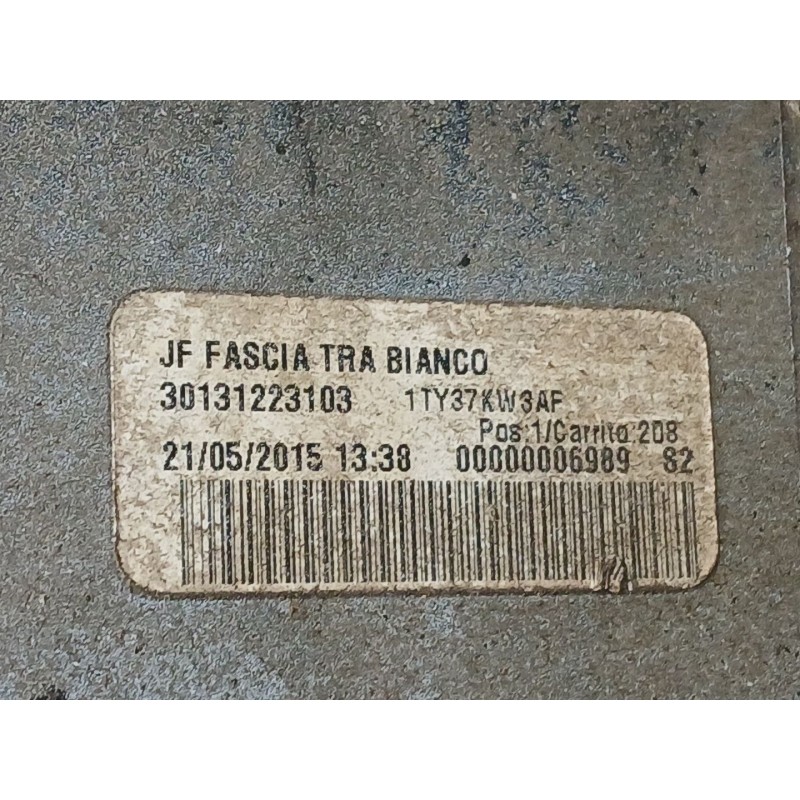 JF FASCIA TRA BIANCO
30131223103 1TY37KW3AF
Pos:1/Carrito:208
21/05/2015 13:38 00000006989 82